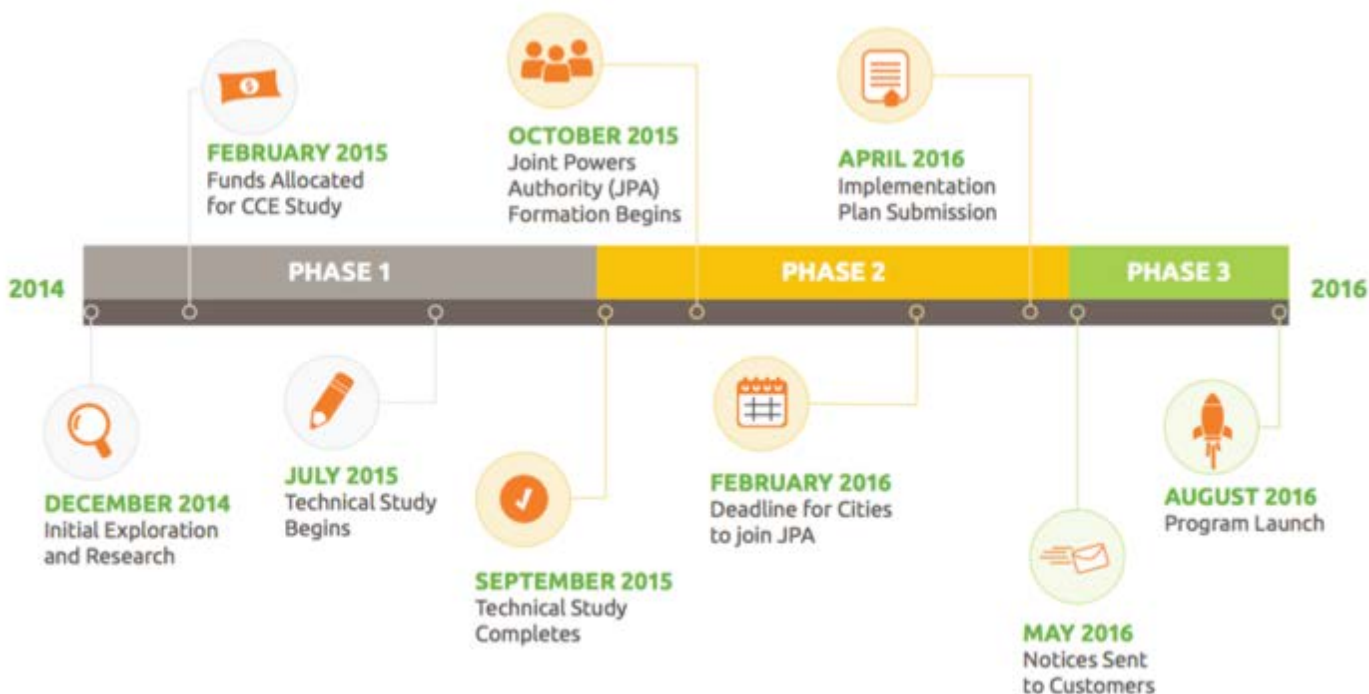 FEBRUARY 2015
Funds Allocated
for CCE Study
OCTOBER 2015
Joint Powers
Authority (JPA)
Formation Begins
APRIL 2016
Implementation
Plan Submission
2014
PHASE 1
PHASE 2
PHASE 3
2016
DECEMBER 2014
Initial Exploration
and Research
JULY 2015
Technical Study
Begins
SEPTEMBER 2015
Technical Study
Completes
FEBRUARY 2016
Deadline for Cities
to join JPA
MAY 2016
Notices Sent
to Customers
AUGUST 2016
Program Launch